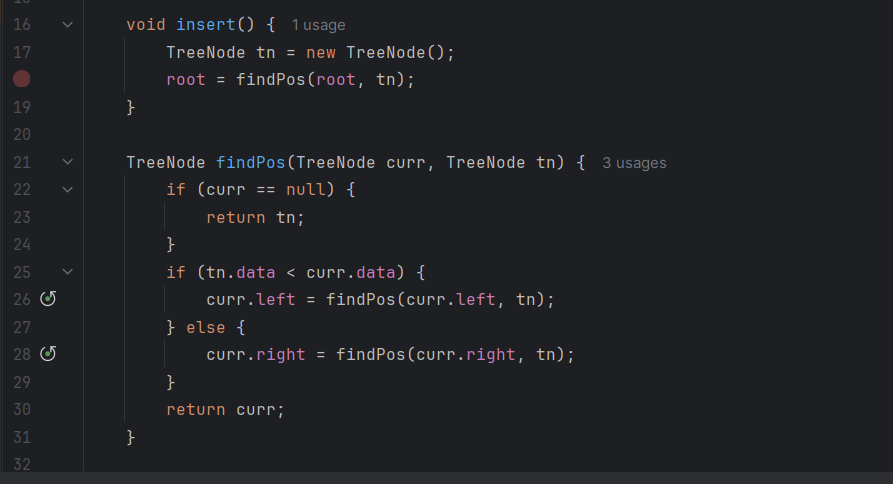 16 void insert() { 1 usage
17 TreeNode tn = new TreeNode();
root = findPos(root, tn);
19 }
20
21 TreeNode findPos(TreeNode curr, TreeNode tn) { 3 usages
22 if (curr == null) {
23 return tn;
24 }
25 if (tn.data < curr.data) {
26 curr.left = findPos(curr.left, tn);
27 } else {
28 curr.right = findPos(curr.right, tn);
29 }
30 return curr;
31 }
32